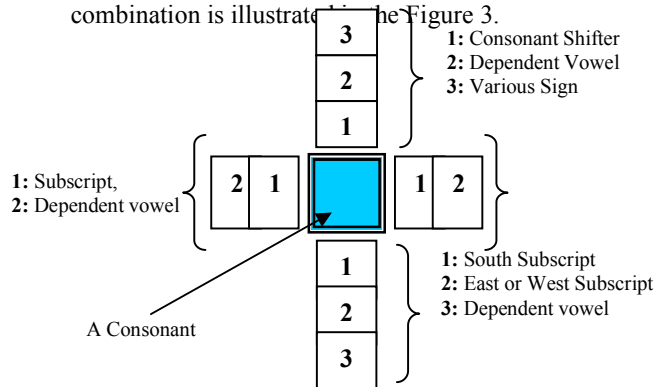 combination is illustrated in the Figure 3.
3
2
1
1: Consonant Shifter
2: Dependent Vowel
3: Various Sign
1: Subscript,
2: Dependent vowel
2 1
1 2
1
2
3
1: South Subscript
2: East or West Subscript
3: Dependent vowel
A Consonant